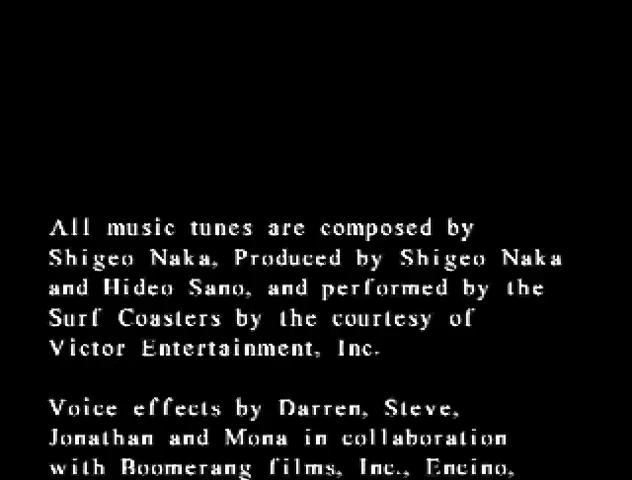 All music tunes are composed by
Shigeo Naka, Produced by Shigeo Naka
and Hideo Sano, and performed by the
Surf Coasters by the courtesy of
Victor Entertainment, Inc.
Voice effects by Darren, Steve,
Jonathan and Mona in collaboration
with Boomerang films, Inc., Encino,